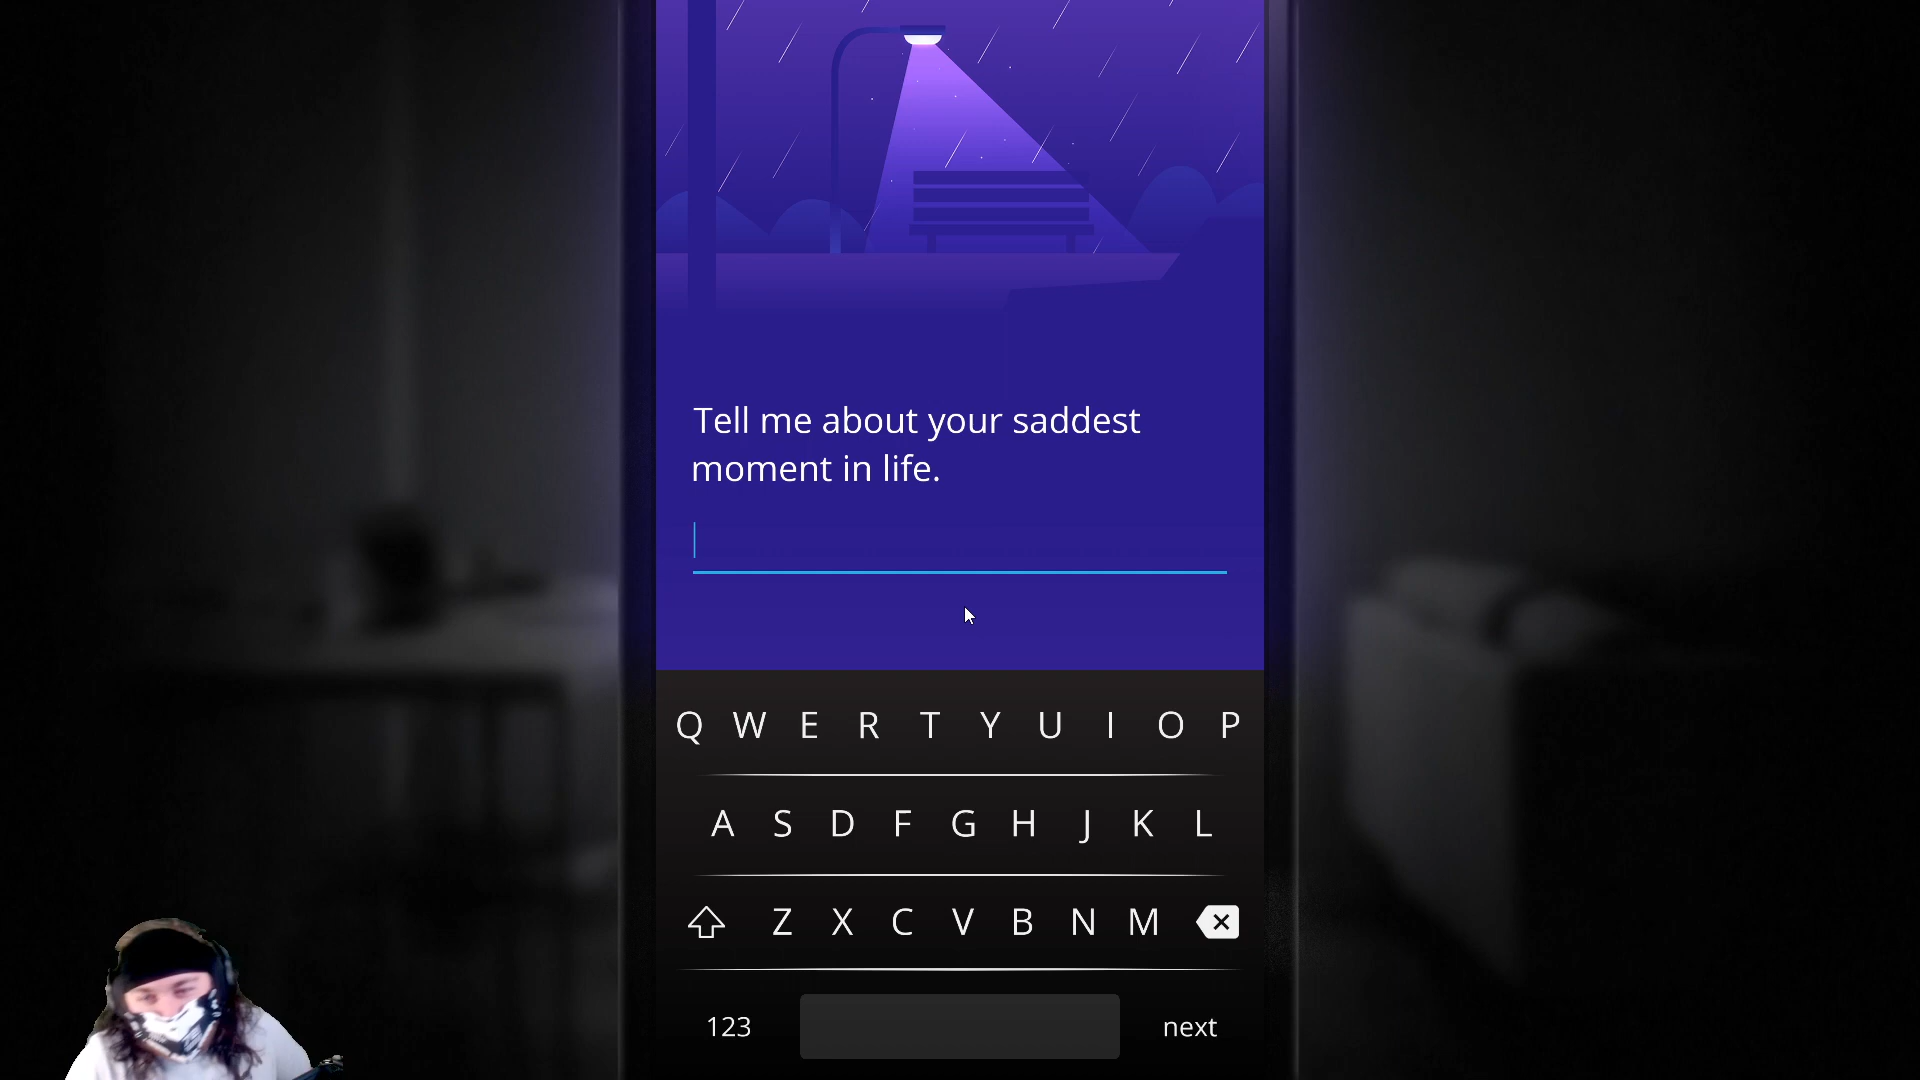 Tell me about your saddest
moment in life.
Q W E R T Y U I O P
A S D F G H J K L
Z X C V B N M
123 next